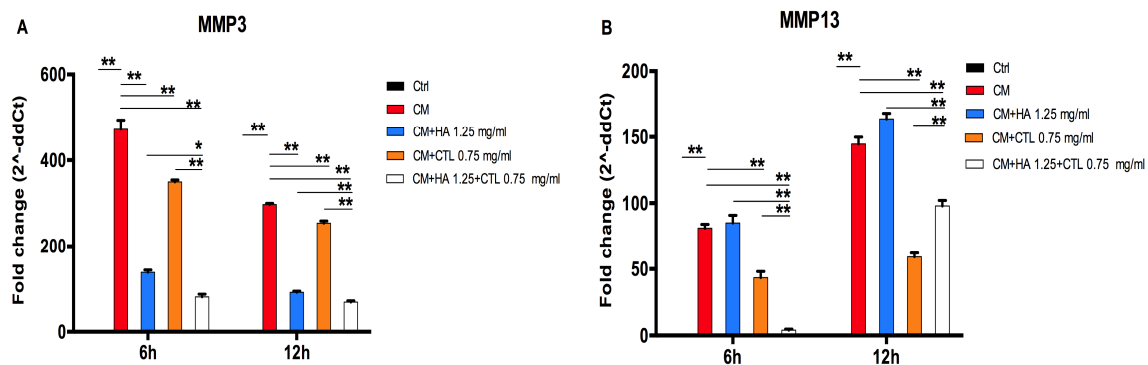 A
MMP3
Fold change (2^-ddCt)
600
400
200
0
**
**
**
**
*
**
**
**
**
**
**
**
6h
12h
Ctrl
CM
CM+HA 1.25 mg/ml
CM+CTL 0.75 mg/ml
CM+HA 1.25+CTL 0.75 mg/ml
B
MMP13
Fold change (2^-ddCt)
200
150
100
50
0
**
**
**
**
**
**
**
**
**
**
6h
12h
Ctrl
CM
CM+HA 1.25 mg/ml
CM+CTL 0.75 mg/ml
CM+HA 1.25+CTL 0.75 mg/ml